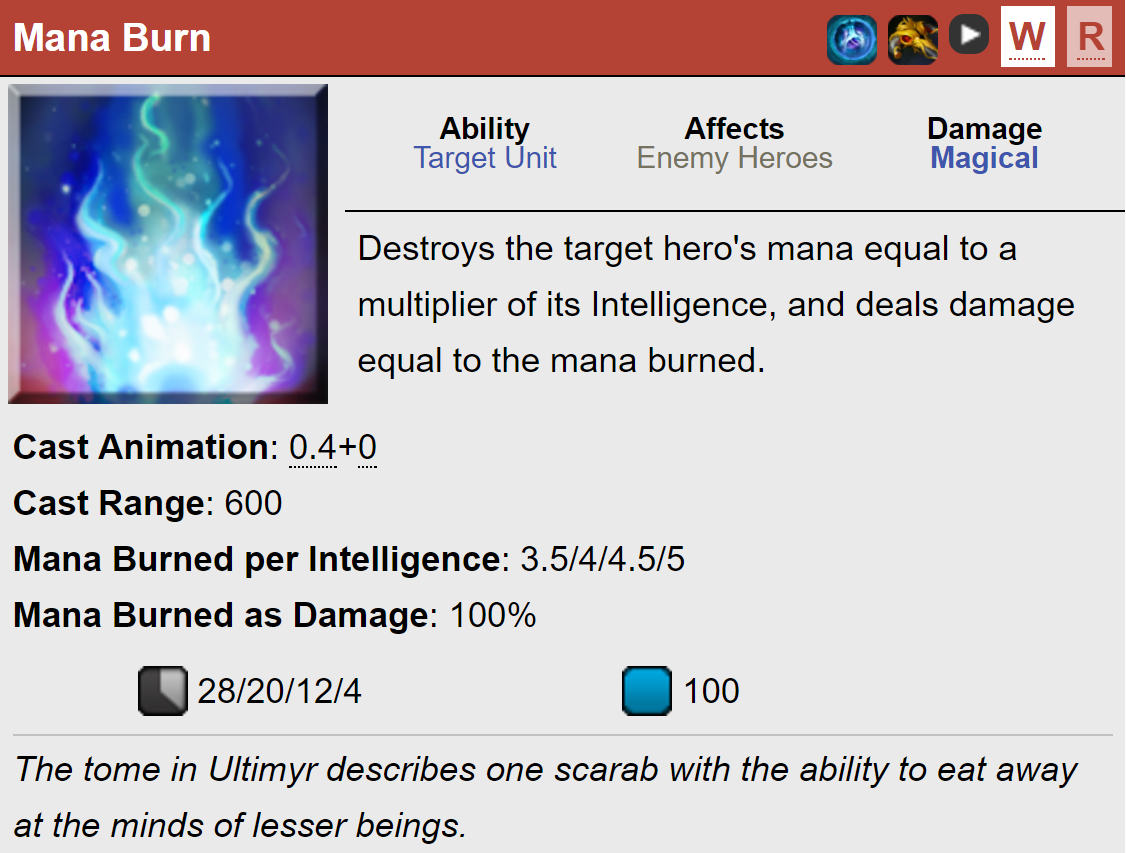 Mana Burn W R
Ability Affects Damage
Target Unit Enemy Heroes Magical
Destroys the target hero's mana equal to a
multiplier of its Intelligence, and deals damage
equal to the mana burned.
Cast Animation: 0.4+0
Cast Range: 600
Mana Burned per Intelligence: 3.5/4/4.5/5
Mana Burned as Damage: 100%
28/20/12/4 100
The tome in Ultimyr describes one scarab with the ability to eat away
at the minds of lesser beings.